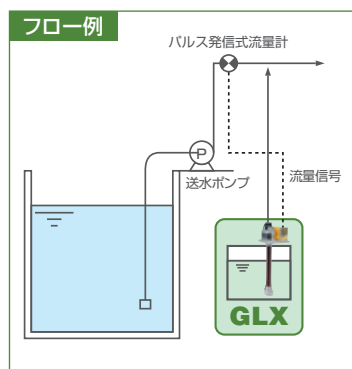 フロー例
パルス発信式流量計
P
送水ポンプ
流量信号
GLX